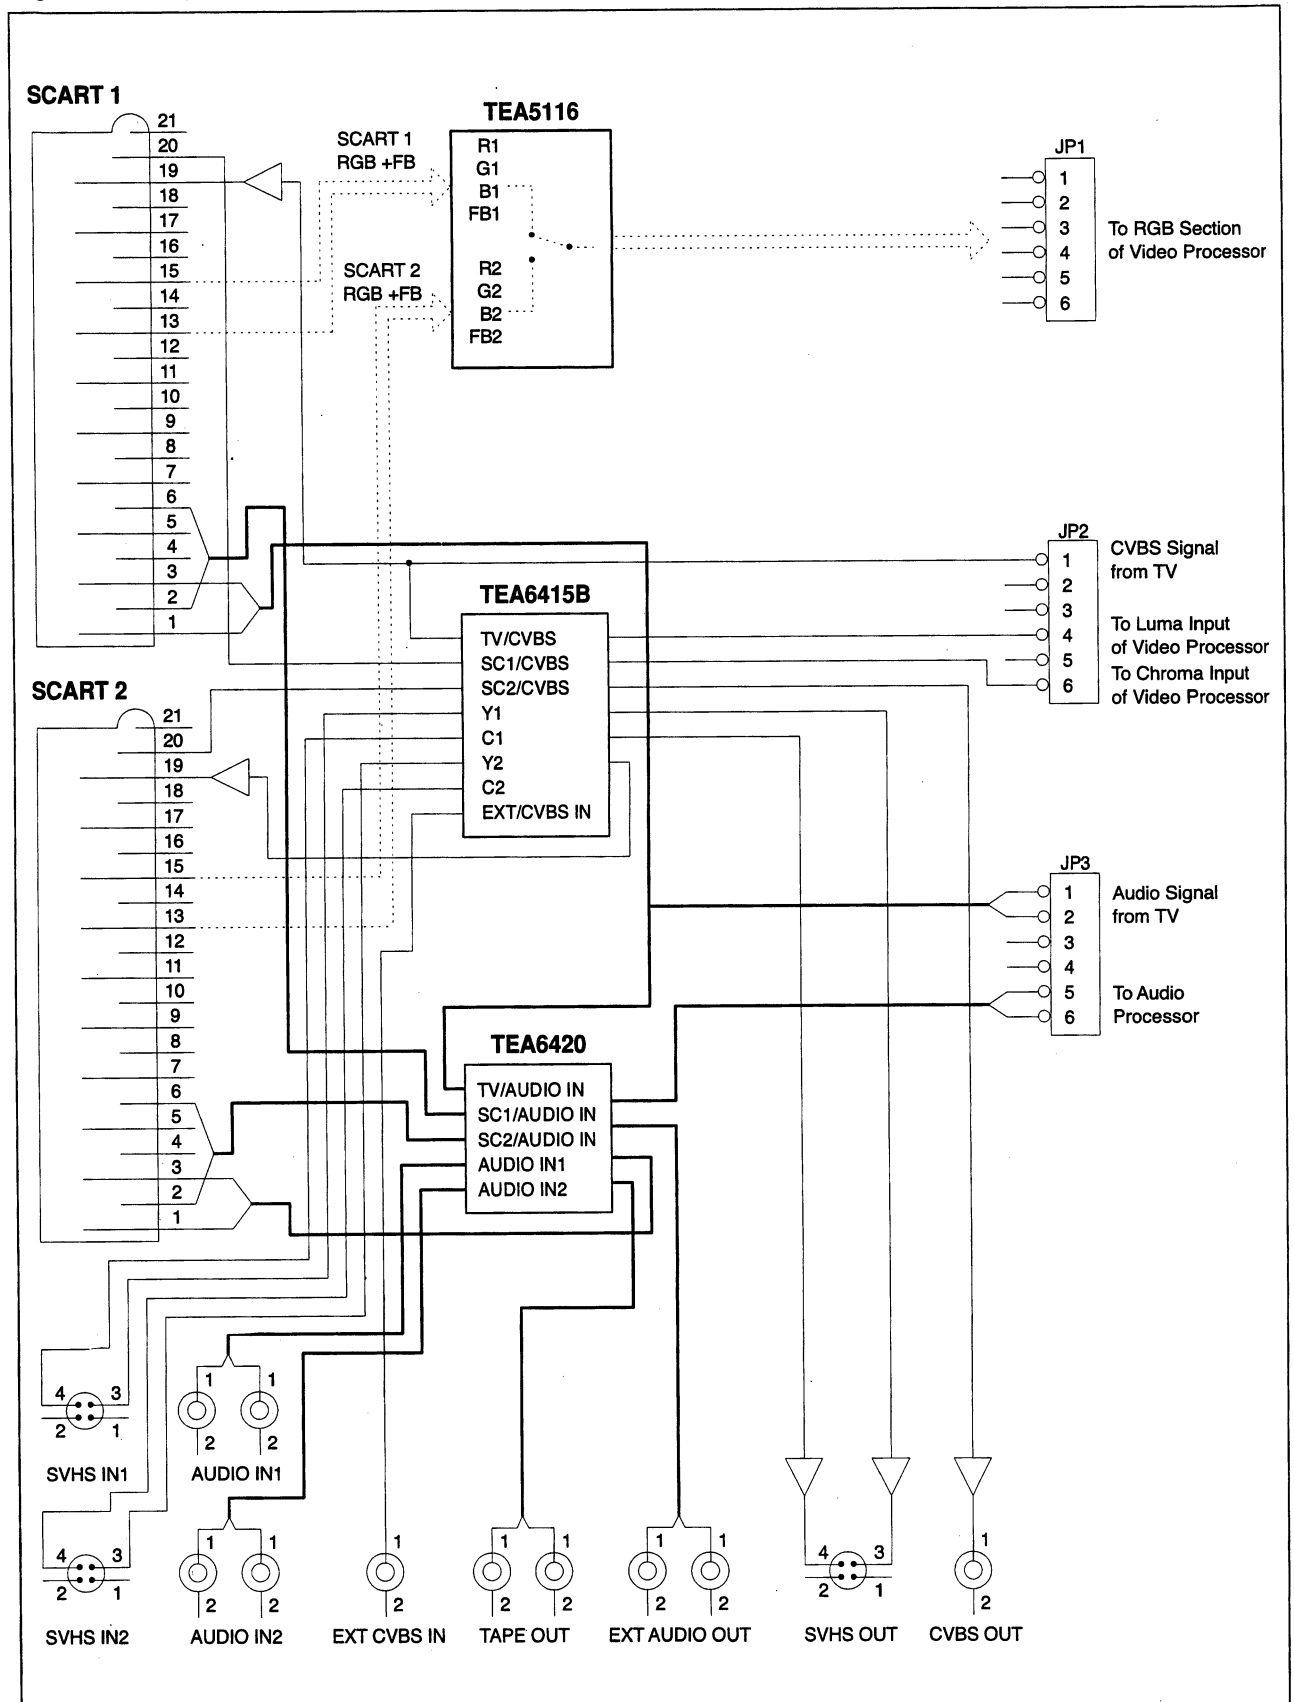 SCART 1
21
20
19
18
17
16
15
14
13
12
11
10
9
8
7
6
5
4
3
2
1
SCART 1
RGB +FB
SCART 2
RGB +FB
TEA5116
R1
G1
B1
FB1
R2
G2
B2
FB2
JP1
1
2
3
4
5
6
To RGB Section
of Video Processor
JP2
1
2
3
4
5
6
CVBS Signal
from TV
To Luma Input
of Video Processor
To Chroma Input
of Video Processor
TEA6415B
TV/CVBS
SC1/CVBS
SC2/CVBS
Y1
C1
Y2
C2
EXT/CVBS IN
SCART 2
21
20
19
18
17
16
15
14
13
12
11
10
9
8
7
6
5
4
3
2
1
JP3
1
2
3
4
5
6
Audio Signal
from TV
To Audio
Processor
TEA6420
TV/AUDIO IN
SC1/AUDIO IN
SC2/AUDIO IN
AUDIO IN1
AUDIO IN2
4 3
2 1
SVHS IN1
1 1
2 2
AUDIO IN1
4 3
2 1
SVHS IN2
1 1
2 2
AUDIO IN2
1
2
EXT CVBS IN
1 1
2 2
TAPE OUT
1 1
2 2
EXT AUDIO OUT
4 3
2 1
SVHS OUT
1
2
CVBS OUT